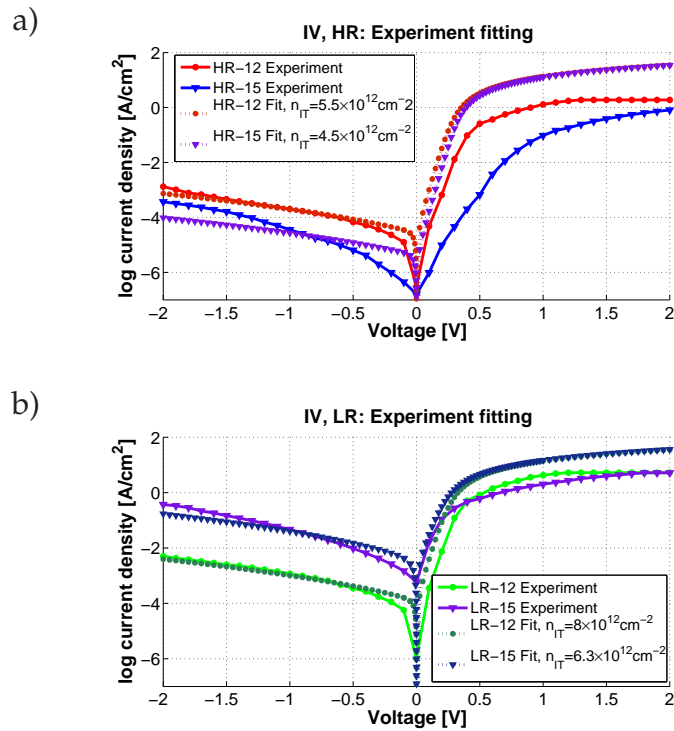 a)
IV, HR: Experiment fitting
HR−12 Experiment
HR−15 Experiment
HR−12 Fit, n_IT=5.5×10^12cm^−2
HR−15 Fit, n_IT=4.5×10^12cm^−2
log current density [A/cm²]
2
0
−2
−4
−6
−2 −1.5 −1 −0.5 0 0.5 1 1.5 2
Voltage [V]
b)
IV, LR: Experiment fitting
log current density [A/cm²]
2
0
−2
−4
−6
LR−12 Experiment
LR−15 Experiment
LR−12 Fit, n_IT=8×10^12cm^−2
LR−15 Fit, n_IT=6.3×10^12cm^−2
−2 −1.5 −1 −0.5 0 0.5 1 1.5 2
Voltage [V]